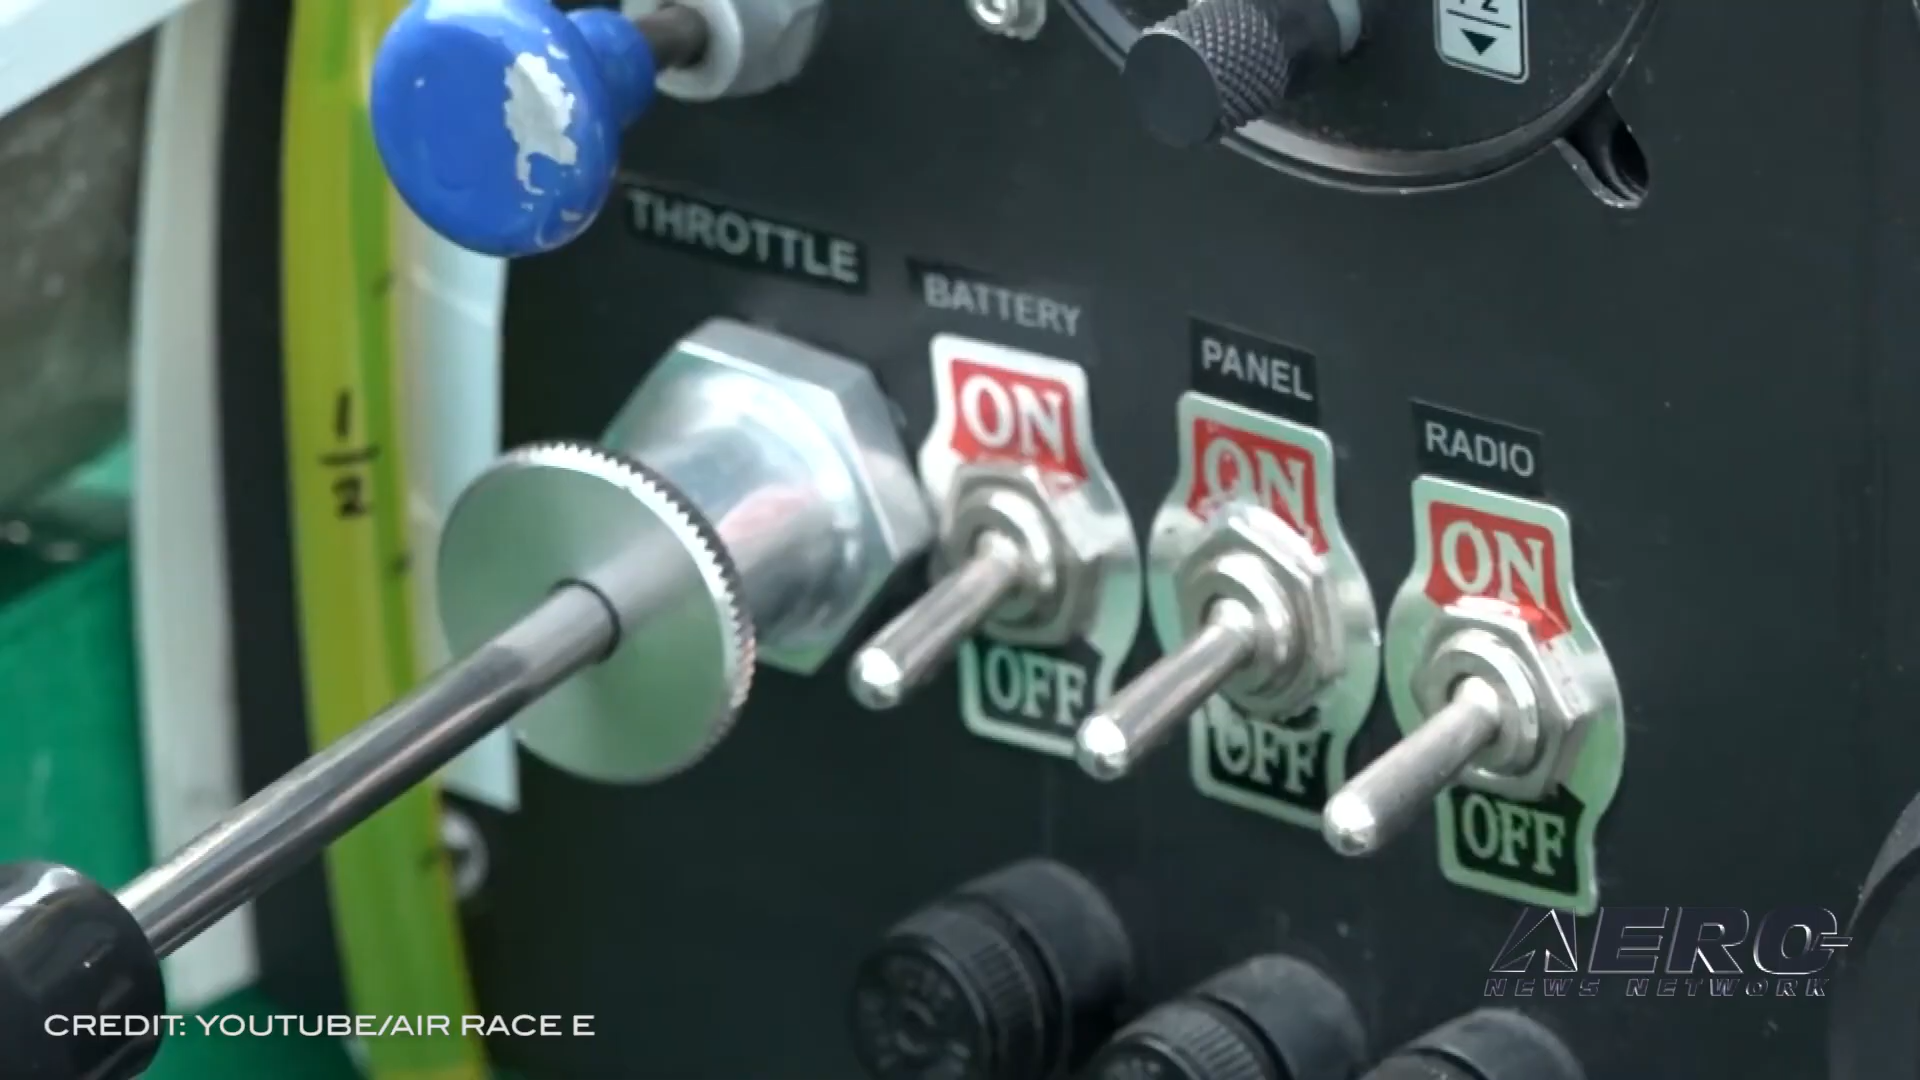 THROTTLE
BATTERY
PANEL
RADIO
ON
ON
ON
OFF
OFF
OFF
1/2
CREDIT: YOUTUBE/AIR RACE E
AERO-
NEWS NETWORK